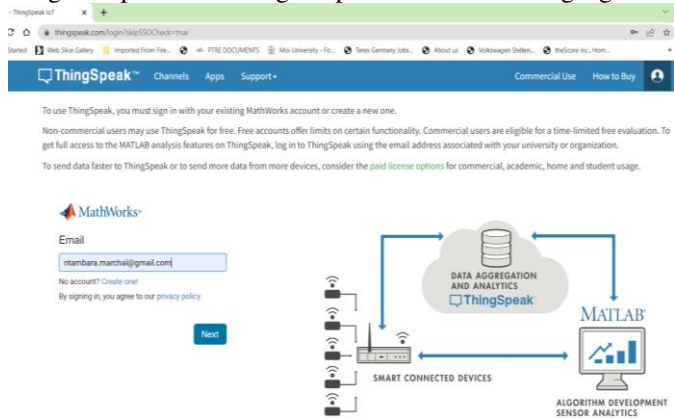 - ThingSpeak IoT
thingspeak.com/login?skipSSOCheck=true
Started Web Slice Gallery Imported From Fire... PTRE DOCUMENTS Moi University - Fo... Terex Germany Jobs... About us Volkswagen Stellen... theScore Inc., Hom...
ThingSpeak™ Channels Apps Support Commercial Use How to Buy
To use ThingSpeak, you must sign in with your existing MathWorks account or create a new one.
Non-commercial users may use ThingSpeak for free. Free accounts offer limits on certain functionality. Commercial users are eligible for a time-limited free evaluation. To
get full access to the MATLAB analysis features on ThingSpeak, log in to ThingSpeak using the email address associated with your university or organization.
To send data faster to ThingSpeak or to send more data from more devices, consider the paid license options for commercial, academic, home and student usage.
MathWorks®
Email
ntambara.marchal@gmail.com
No account? Create one!
By signing in, you agree to our privacy policy.
Next
DATA AGGREGATION
AND ANALYTICS
ThingSpeak
MATLAB®
SMART CONNECTED DEVICES
ALGORITHM DEVELOPMENT
SENSOR ANALYTICS